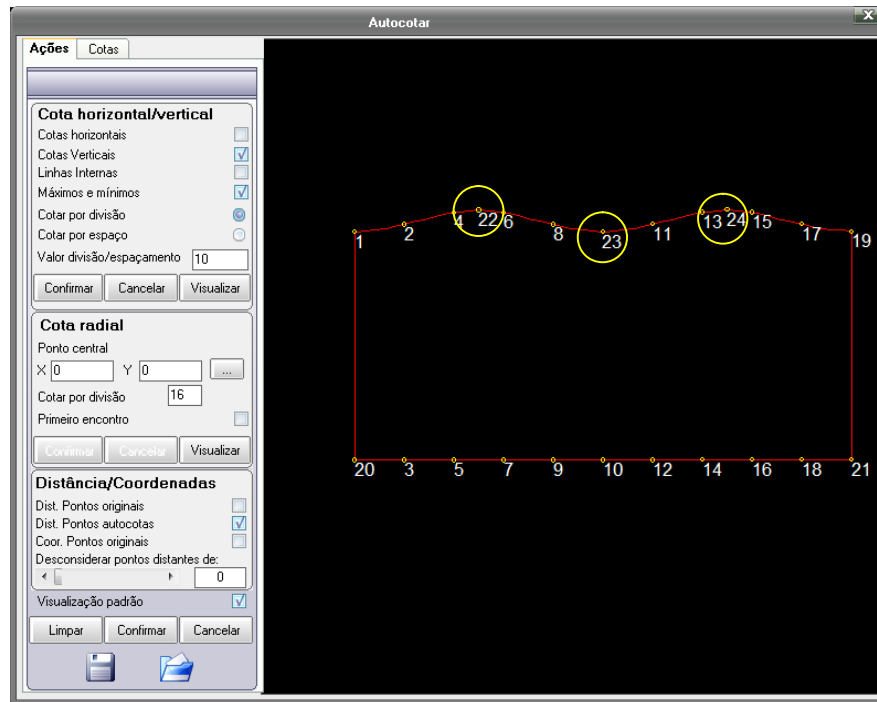 Autocotar
X
Ações Cotas
Cota horizontal/vertical
Cotas horizontais
Cotas Verticais
Linhas Internas
Máximos e mínimos
Cotar por divisão
Cotar por espaço
Valor divisão/espaçamento 10
Confirmar Cancelar Visualizar
Cota radial
Ponto central
X 0 Y 0 ...
Cotar por divisão 16
Primeiro encontro
Confirmar Cancelar Visualizar
Distância/Coordenadas
Dist. Pontos originais
Dist. Pontos autocotas
Coor. Pontos originais
Desconsiderar pontos distantes de:
0
Visualização padrão
Limpar Confirmar Cancelar
1 2 4 22 6 8 23 11 13 24 15 17 19
20 3 5 7 9 10 12 14 16 18 21